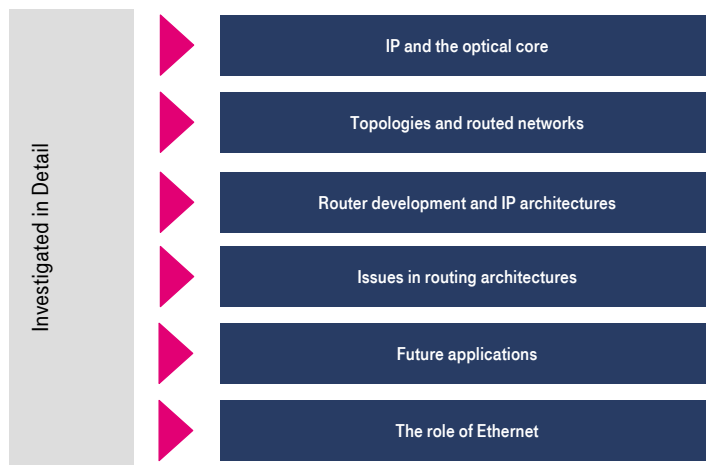 Investigated in Detail
IP and the optical core
Topologies and routed networks
Router development and IP architectures
Issues in routing architectures
Future applications
The role of Ethernet